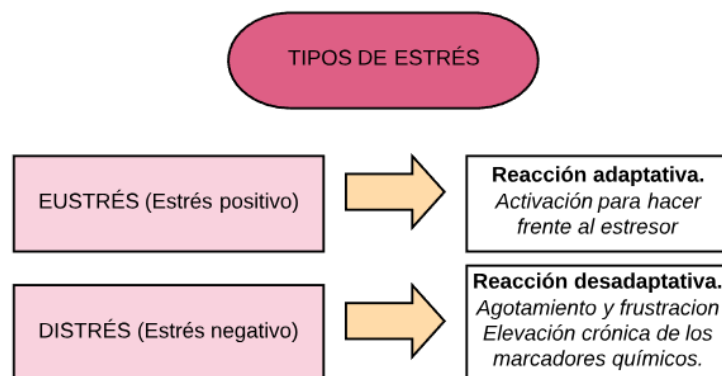 TIPOS DE ESTRÉS
EUSTRÉS (Estrés positivo)
Reacción adaptativa.
Activación para hacer
frente al estresor
DISTRÉS (Estrés negativo)
Reacción desadaptativa.
Agotamiento y frustracion
Elevación crónica de los
marcadores químicos.